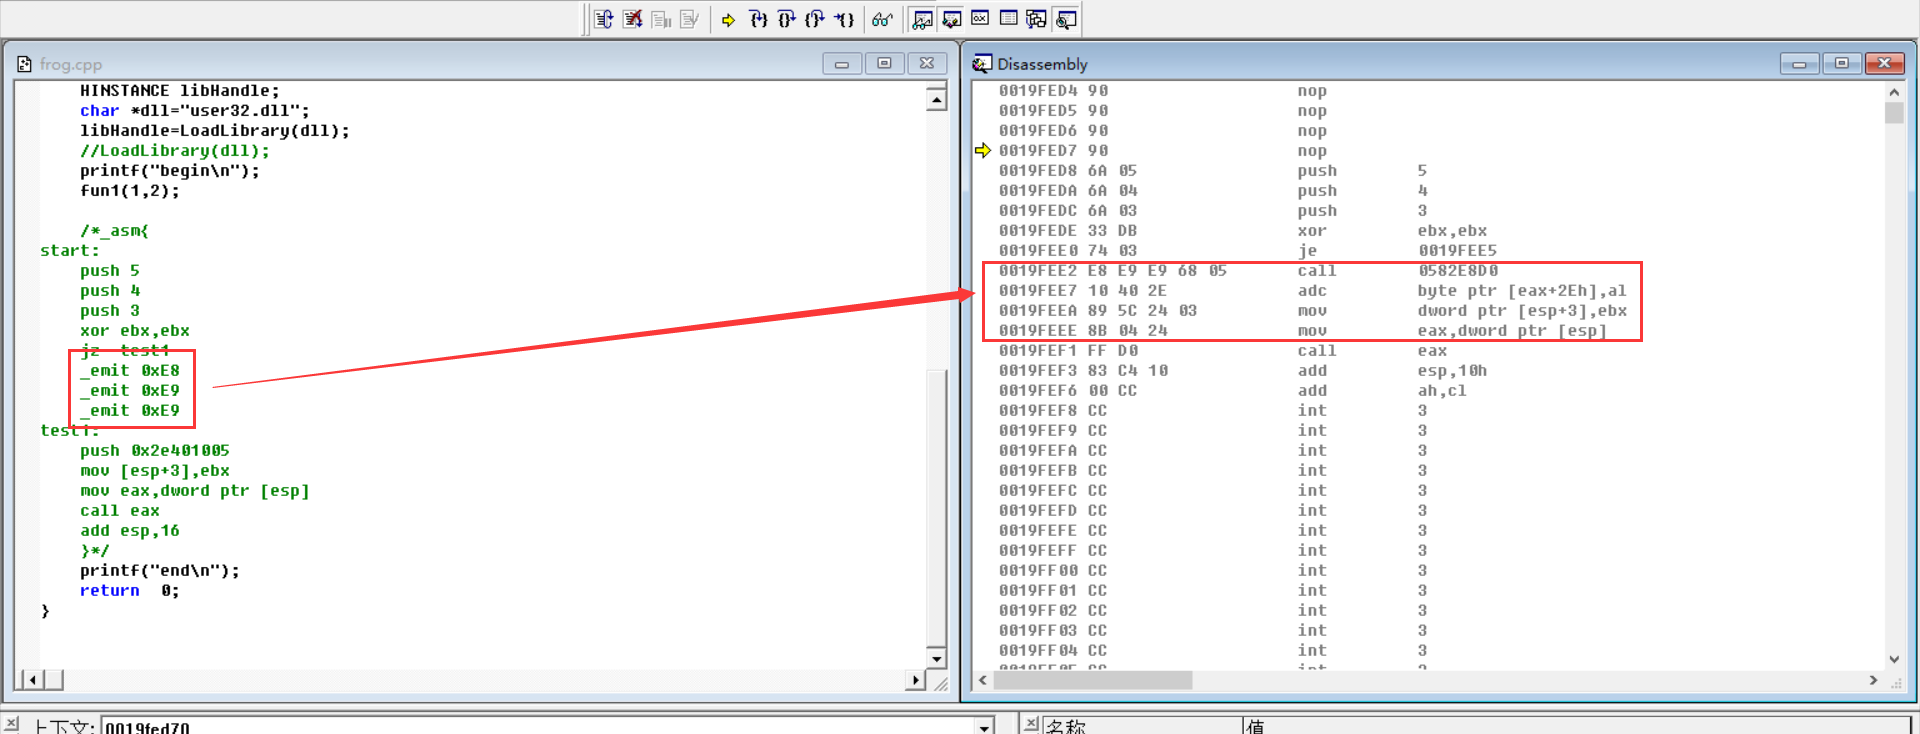 frog.cpp
HINSTANCE libHandle;
char *dll="user32.dll";
libHandle=LoadLibrary(dll);
//LoadLibrary(dll);
printf("begin\n");
fun1(1,2);
/*_asm{
start:
push 5
push 4
push 3
xor ebx,ebx
jz test1
_emit 0xE8
_emit 0xE9
_emit 0xE9
test1:
push 0x2e401005
mov [esp+3],ebx
mov eax,dword ptr [esp]
call eax
add esp,16
}*/
printf("end\n");
return 0;
}
Disassembly
0019FED4 90 nop
0019FED5 90 nop
0019FED6 90 nop
0019FED7 90 nop
0019FED8 6A 05 push 5
0019FEDA 6A 04 push 4
0019FEDC 6A 03 push 3
0019FEDE 33 DB xor ebx,ebx
0019FEE0 74 03 je 0019FEE5
0019FEE2 E8 E9 E9 68 05 call 0582E8D0
0019FEE7 10 40 2E adc byte ptr [eax+2Eh],al
0019FEEA 89 5C 24 03 mov dword ptr [esp+3],ebx
0019FEEE 8B 04 24 mov eax,dword ptr [esp]
0019FEF1 FF D0 call eax
0019FEF3 83 C4 10 add esp,10h
0019FEF6 00 CC add ah,cl
0019FEF8 CC int 3
0019FEF9 CC int 3
0019FEFA CC int 3
0019FEFB CC int 3
0019FEFC CC int 3
0019FEFD CC int 3
0019FEFE CC int 3
0019FEFF CC int 3
0019FF00 CC int 3
0019FF01 CC int 3
0019FF02 CC int 3
0019FF03 CC int 3
0019FF04 CC int 3
上下文: 0019fed70
名称 值